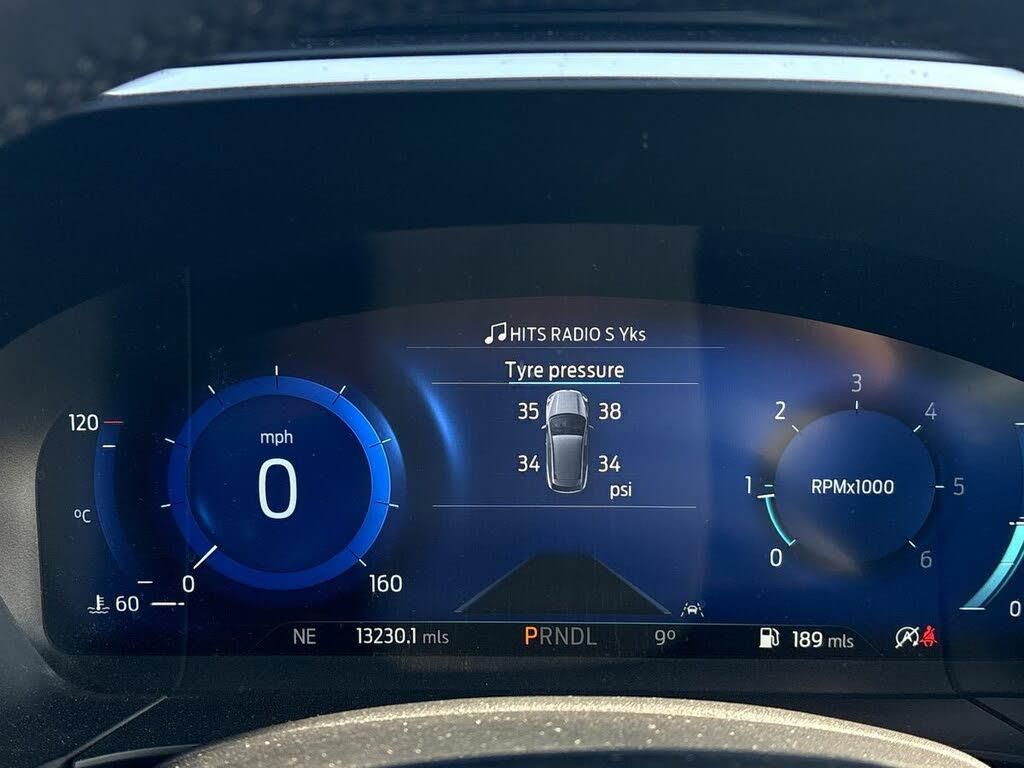 HITS RADIO S Yks
Tyre pressure
35 38
34 34
psi
120
°C
60
mph
0
0 160
3
2 4
1 RPMx1000 5
0 6
0
NE 13230.1 mls PRNDL 9° 189 mls